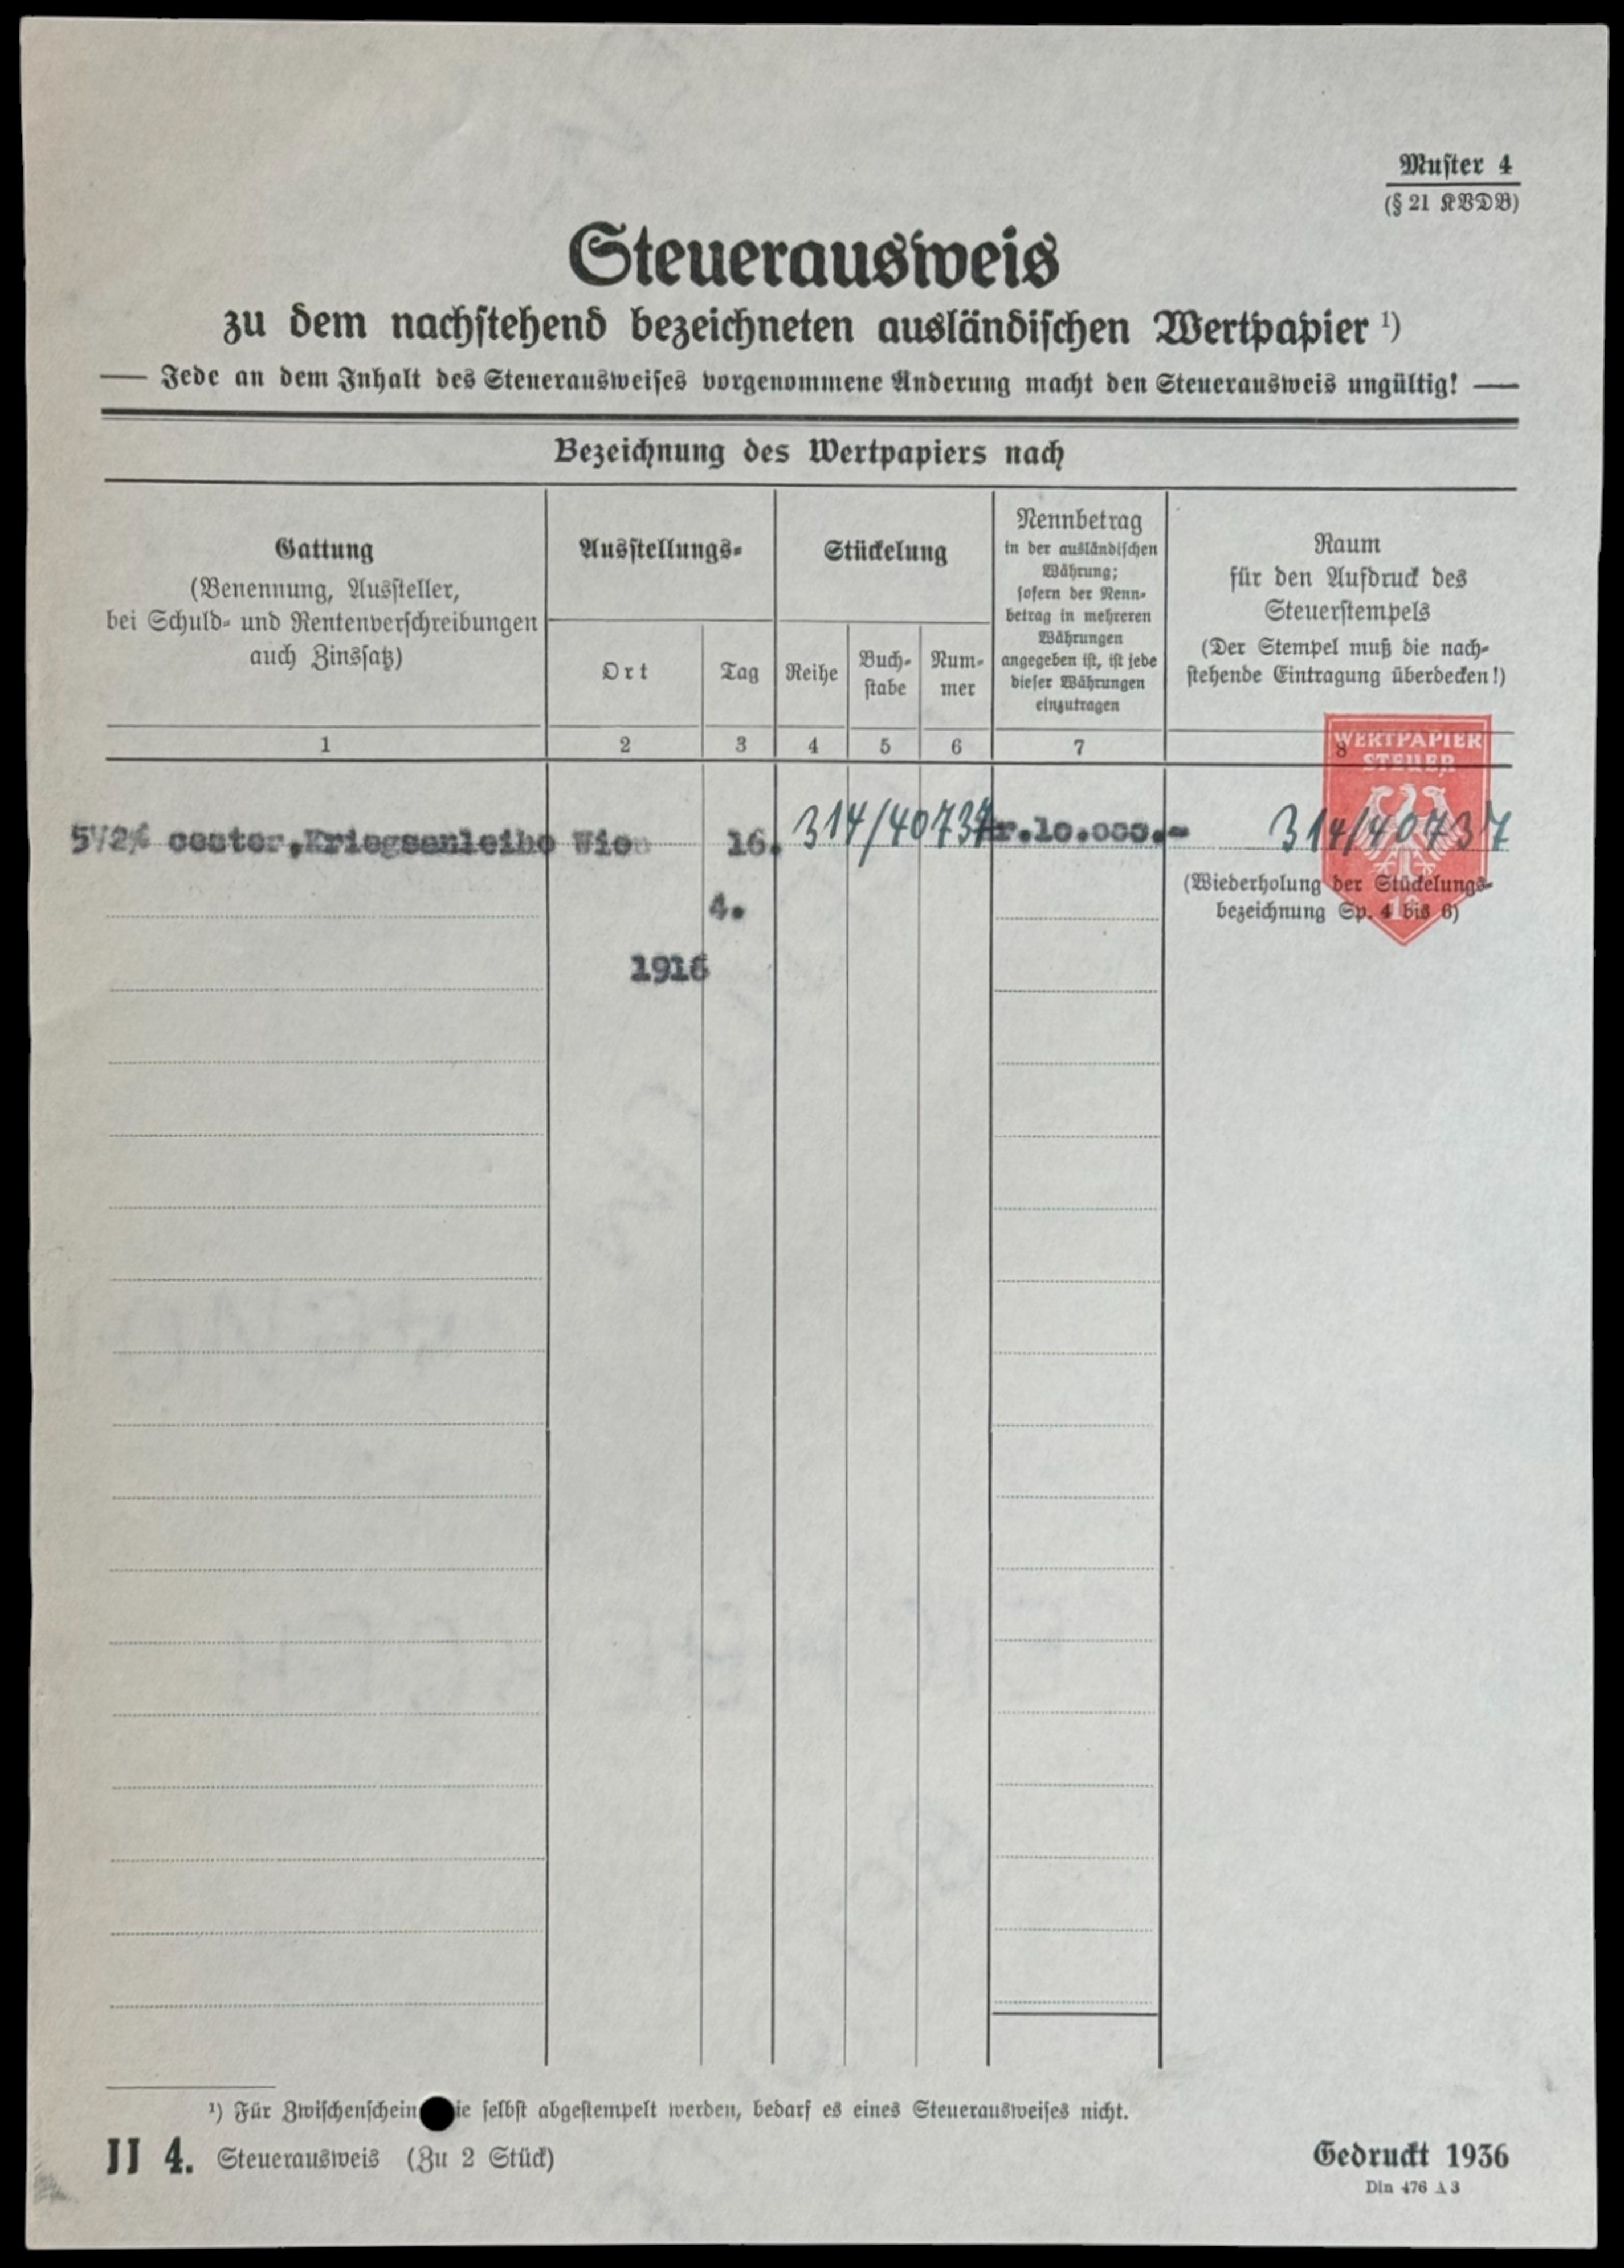 Muster 4
(§ 21 KVDB)
Steuerausweis
zu dem nachstehend bezeichneten ausländischen Wertpapier ¹)
— Jede an dem Inhalt des Steuerausweises vorgenommene Änderung macht den Steuerausweis ungültig! —
Bezeichnung des Wertpapiers nach
Gattung
(Benennung, Aussteller,
bei Schuld- und Rentenverschreibungen
auch Zinssatz)
Ausstellungs-
Ort
Tag
Stückelung
Reihe
Buch-
stabe
Num-
mer
Nennbetrag
in der ausländischen
Währung;
sofern der Nenn-
betrag in mehreren
Währungen
angegeben ist, ist jede
dieser Währungen
einzutragen
Raum
für den Aufdruck des
Steuerstempels
(Der Stempel muß die nach-
stehende Eintragung überdecken!)
1 2 3 4 5 6 7 8
WERTPAPIER
STEUER
5 1/2% oester.Kriegsanleihe Wien 16. 314/40737 Kr.10.000.- 314/40737
4.
1916
(Wiederholung der Stückelungs-
bezeichnung Sp. 4 bis 6)
¹) Für Zwischenschein ie selbst abgestempelt werden, bedarf es eines Steuerausweises nicht.
JJ 4. Steuerausweis (Zu 2 Stück)
Gedruckt 1936
Din 476 A 3